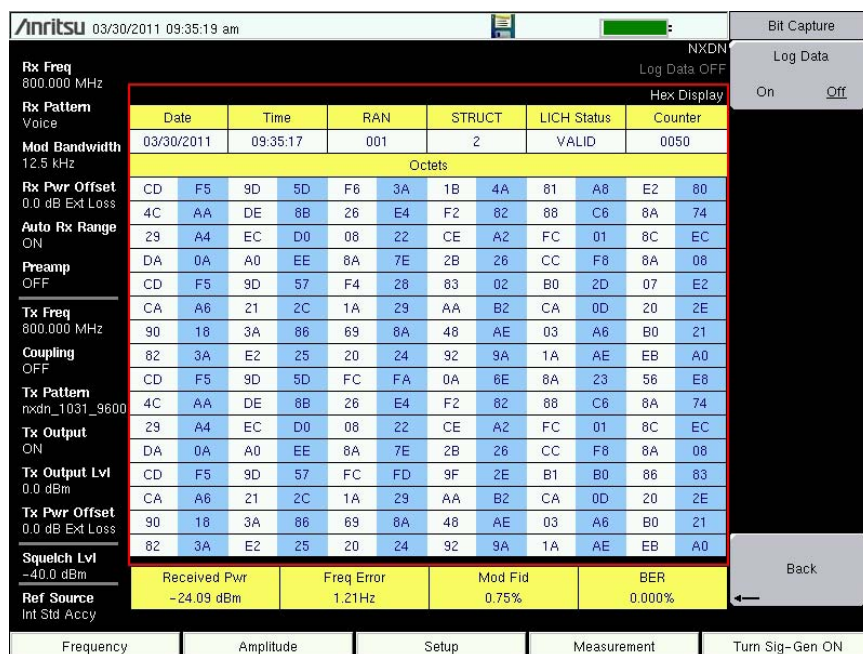 Anritsu 03/30/2011 09:35:19 am
Bit Capture
NXDN
Log Data OFF
Log Data
On Off
Rx Freq
800.000 MHz
Rx Pattern
Voice
Mod Bandwidth
12.5 kHz
Rx Pwr Offset
0.0 dB Ext Loss
Auto Rx Range
ON
Preamp
OFF
Tx Freq
800.000 MHz
Coupling
OFF
Tx Pattern
nxdn_1031_9600
Tx Output
ON
Tx Output Lvl
0.0 dBm
Tx Pwr Offset
0.0 dB Ext Loss
Squelch Lvl
-40.0 dBm
Ref Source
Int Std Accy
Hex Display
Date Time RAN STRUCT LICH Status Counter
03/30/2011 09:35:17 001 2 VALID 0050
Octets
CD F5 9D 5D F6 3A 1B 4A 81 A8 E2 80
4C AA DE 8B 26 E4 F2 82 88 C6 8A 74
29 A4 EC D0 08 22 CE A2 FC 01 8C EC
DA 0A A0 EE 8A 7E 2B 26 CC F8 8A 08
CD F5 9D 57 F4 28 83 02 B0 2D 07 E2
CA A6 21 2C 1A 29 AA B2 CA 0D 20 2E
90 18 3A 86 69 8A 48 AE 03 A6 B0 21
82 3A E2 25 20 24 92 9A 1A AE EB A0
CD F5 9D 5D FC FA 0A 6E 8A 23 56 E8
4C AA DE 8B 26 E4 F2 82 88 C6 8A 74
29 A4 EC D0 08 22 CE A2 FC 01 8C EC
DA 0A A0 EE 8A 7E 2B 26 CC F8 8A 08
CD F5 9D 57 FC FD 9F 2E B1 B0 86 83
CA A6 21 2C 1A 29 AA B2 CA 0D 20 2E
90 18 3A 86 69 8A 48 AE 03 A6 B0 21
82 3A E2 25 20 24 92 9A 1A AE EB A0
Received Pwr Freq Error Mod Fid BER
-24.09 dBm 1.21Hz 0.75% 0.000%
Back
Frequency Amplitude Setup Measurement Turn Sig-Gen ON